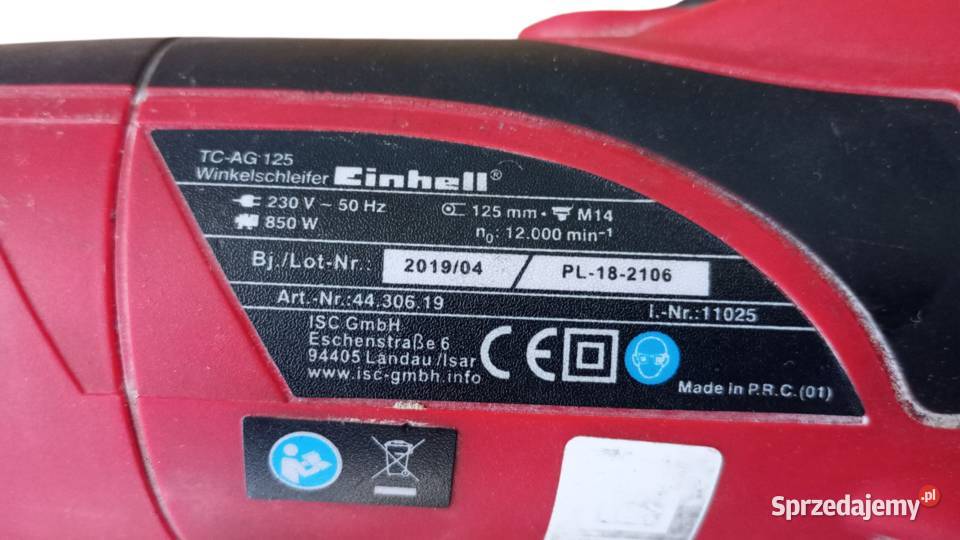 TC-AG 125
Winkelschleifer Einhell®
230 V ~ 50 Hz 125 mm • M14
850 W n₀: 12.000 min⁻¹
Bj./Lot-Nr.: 2019/04 / PL-18-2106
Art.-Nr.:44.306.19 I.-Nr.:11025
ISC GmbH
Eschenstraße 6
94405 Landau/Isar
www.isc-gmbh.info
CE
Made in P.R.C.(01)
Sprzedajemy.pl